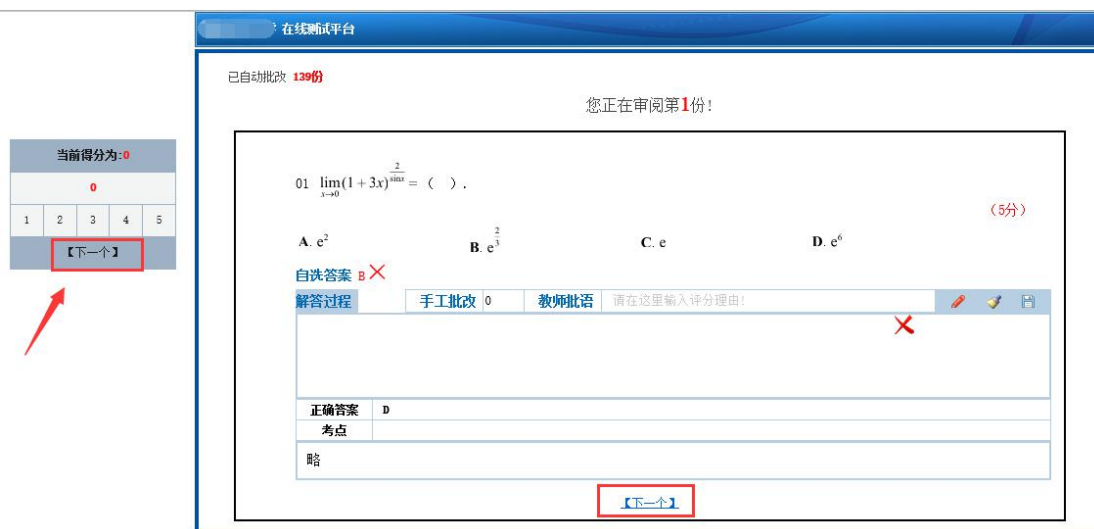 在线测试平台
已自动批改 139份
您正在审阅第1份!
当前得分为:0
0
1 2 3 4 5
【下一个】
01 lim(1 + 3x)^(2/sinx) = ( ) .
x→0
(5分)
A. e² B. e^(2/3) C. e D. e⁶
自选答案 B
解答过程 手工批改 0 教师批语 请在这里输入评分理由!
正确答案 D
考点
略
【下一个】